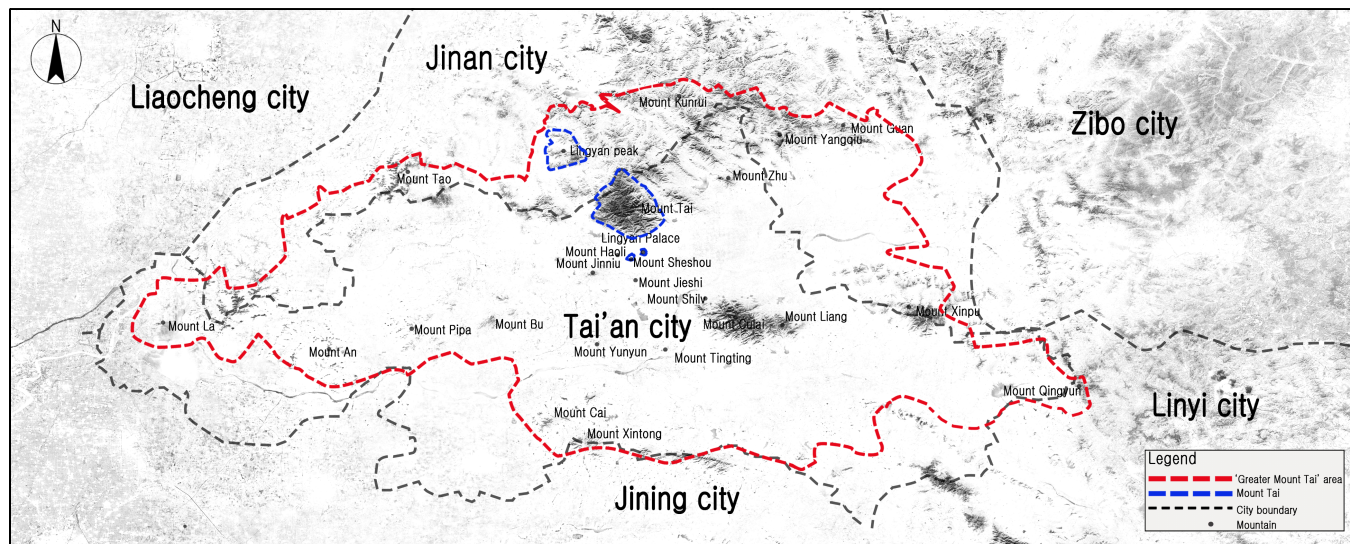 N
Jinan city
Liaocheng city
Zibo city
Mount Kunrui
Mount Guan
Mount Yangqiu
Lingyan peak
Mount Zhu
Mount Tao
Mount Tai
Lingyan Palace
Mount Haoli
Mount Sheshou
Mount Jinniu
Mount Jieshi
Mount Shilv
Mount Xinpu
Mount La
Mount Pipa
Mount Bu
Tai'an city
Mount Culai
Mount Liang
Mount An
Mount Yunyun
Mount Tingting
Mount Qingyun
Linyi city
Mount Cai
Mount Xintong
Jining city
Legend
'Greater Mount Tai' area
Mount Tai
City boundary
Mountain